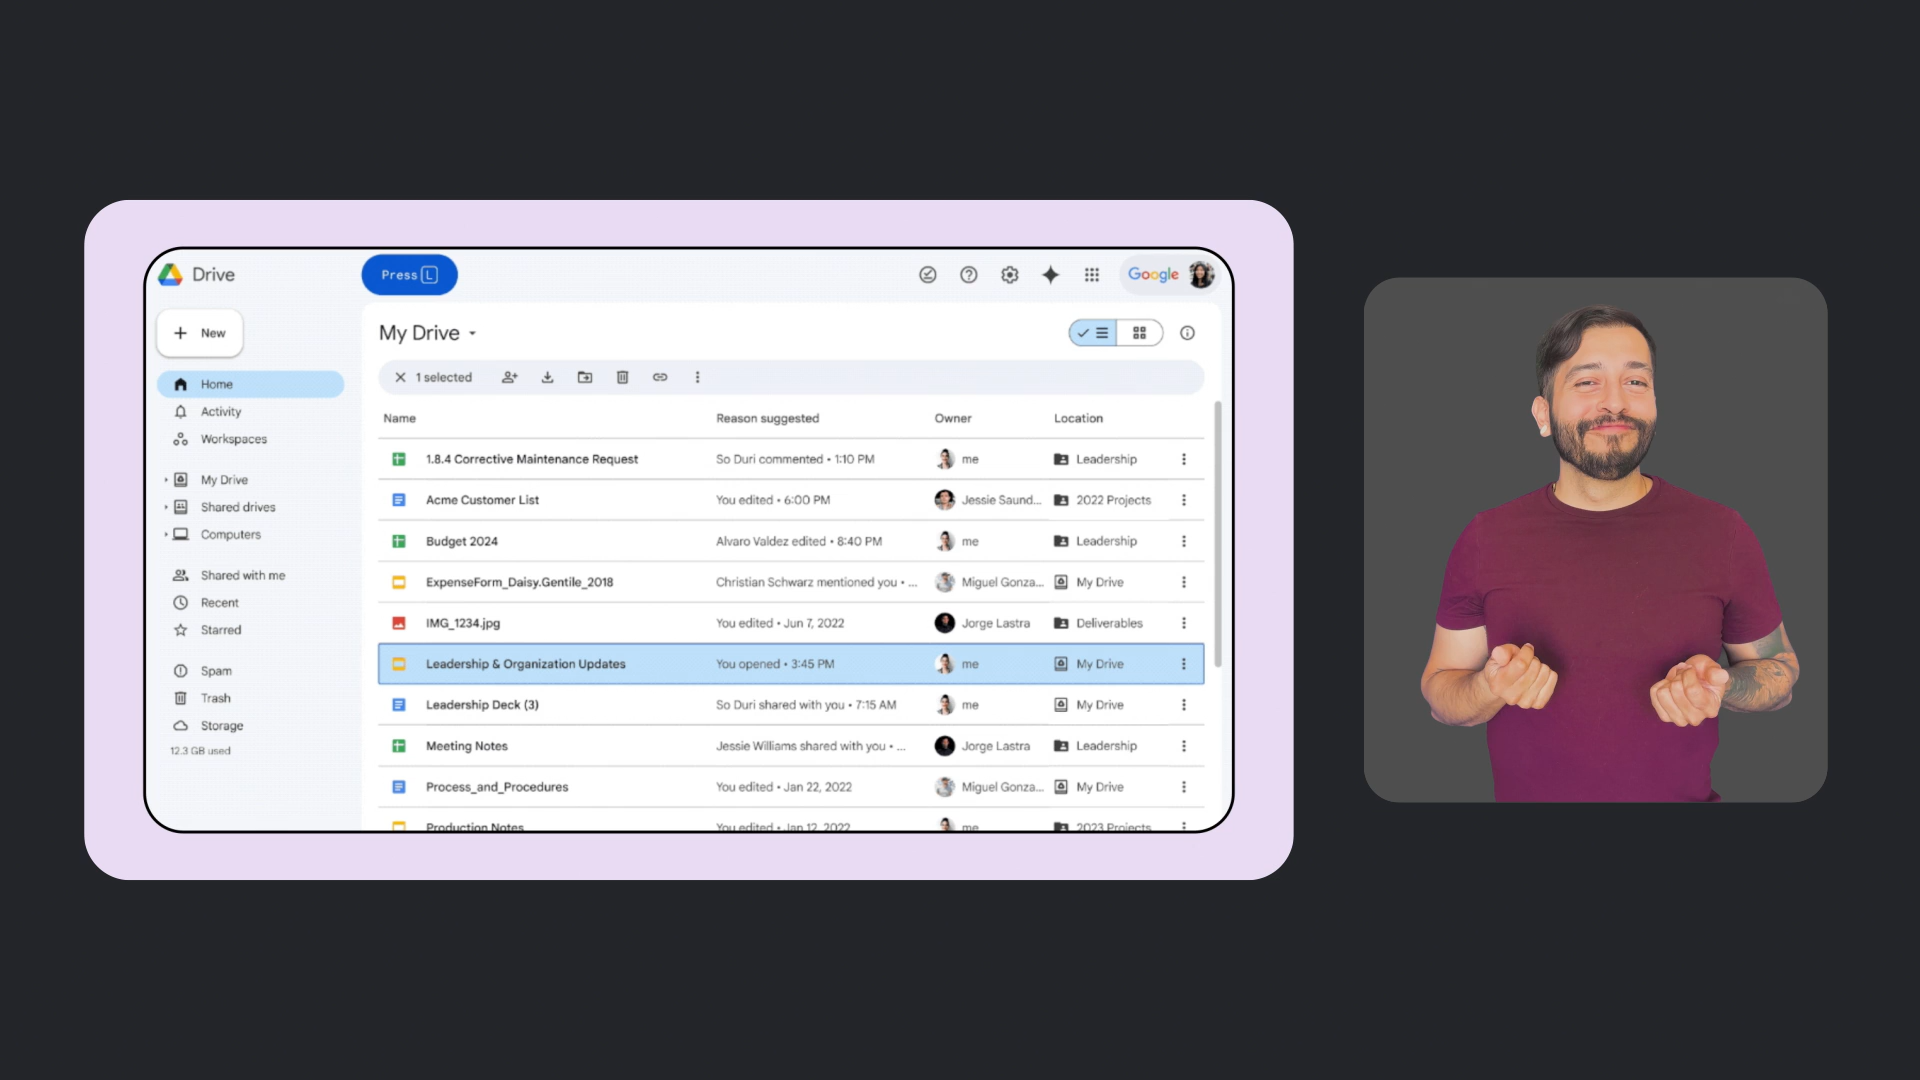 Drive
Press L
Google
New
My Drive
1 selected
Home
Activity
Workspaces
My Drive
Shared drives
Computers
Shared with me
Recent
Starred
Spam
Trash
Storage
12.3 GB used
Name Reason suggested Owner Location
1.8.4 Corrective Maintenance Request So Duri commented • 1:10 PM me Leadership
Acme Customer List You edited • 6:00 PM Jessie Saund... 2022 Projects
Budget 2024 Alvaro Valdez edited • 8:40 PM me Leadership
ExpenseForm_Daisy.Gentile_2018 Christian Schwarz mentioned you • ... Miguel Gonza... My Drive
IMG_1234.jpg You edited • Jun 7, 2022 Jorge Lastra Deliverables
Leadership & Organization Updates You opened • 3:45 PM me My Drive
Leadership Deck (3) So Duri shared with you • 7:15 AM me My Drive
Meeting Notes Jessie Williams shared with you • ... Jorge Lastra Leadership
Process_and_Procedures You edited • Jan 22, 2022 Miguel Gonza... My Drive
Production Notes You edited • Jan 12, 2022 me 2023 Projects